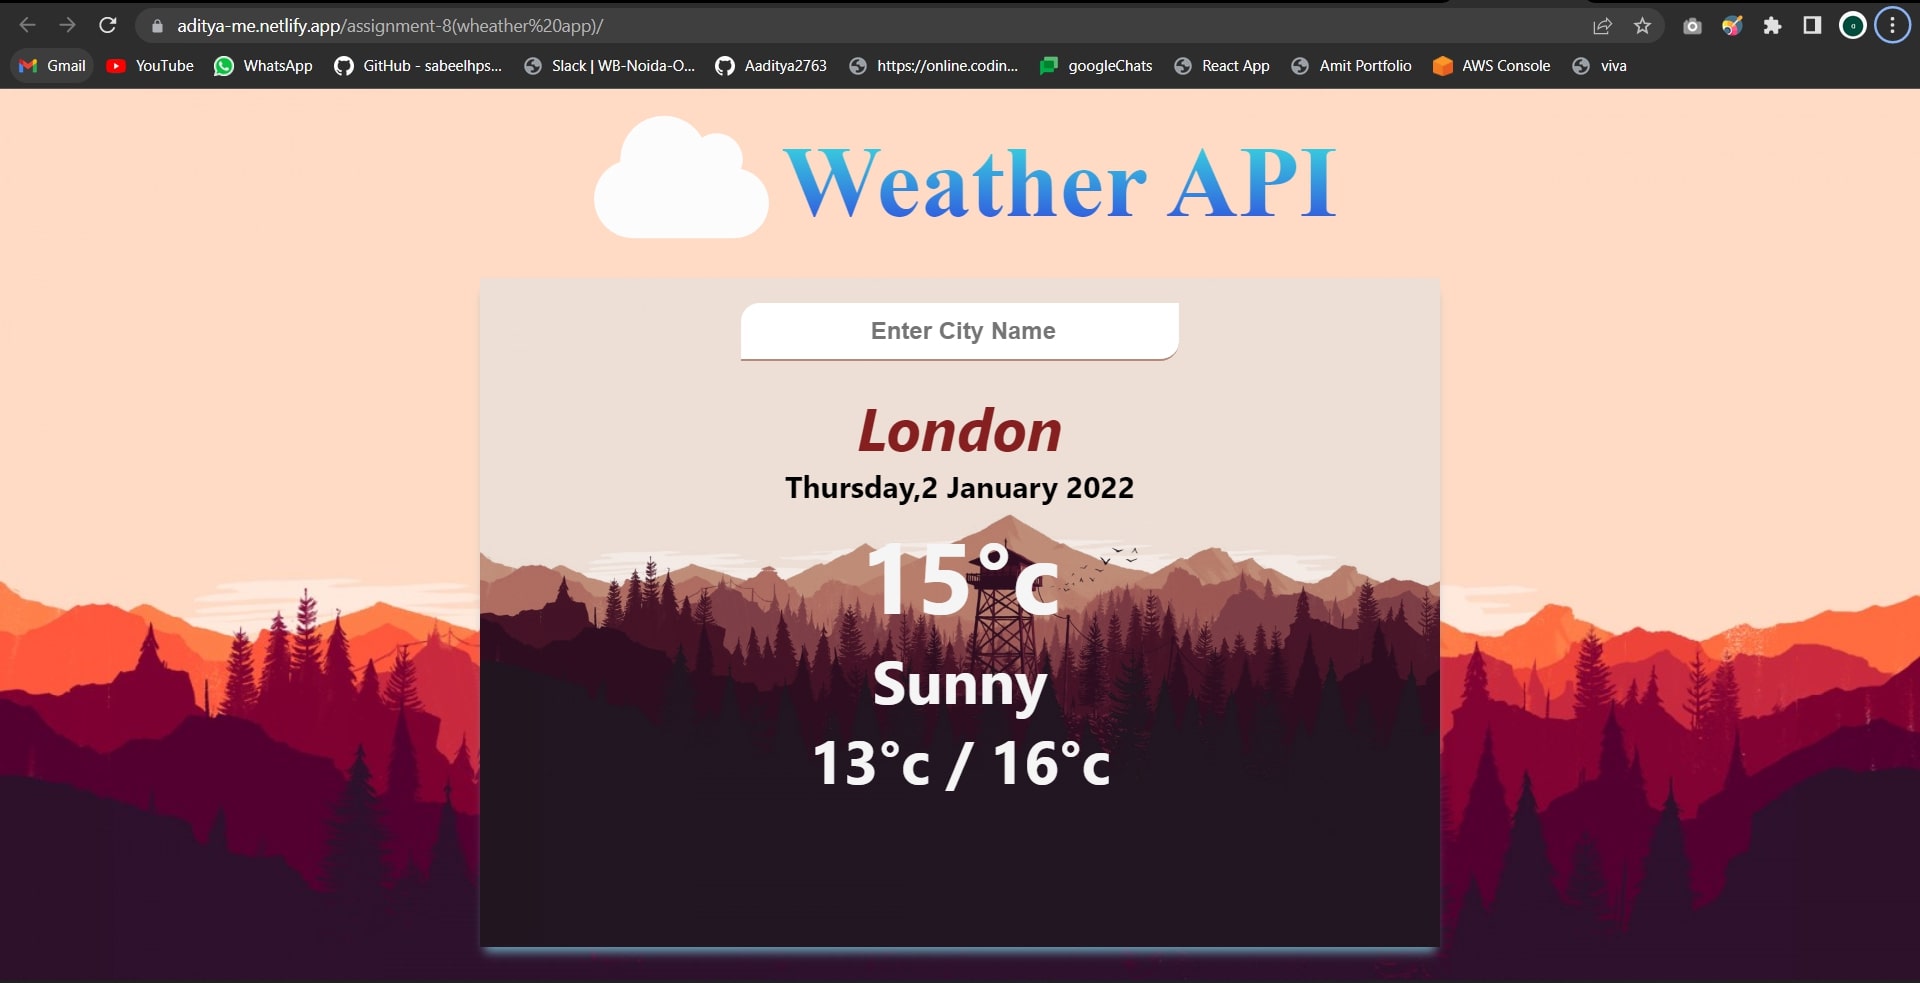 aditya-me.netlify.app/assignment-8(wheather%20app)/
Gmail YouTube WhatsApp GitHub - sabeelhps... Slack | WB-Noida-O... Aaditya2763 https://online.codin... googleChats React App Amit Portfolio AWS Console viva
Weather API
Enter City Name
London
Thursday,2 January 2022
15°c
Sunny
13°c / 16°c